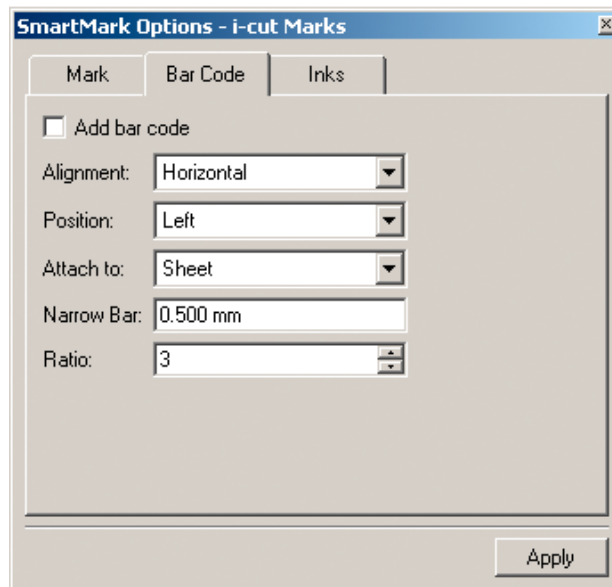 SmartMark Options - i-cut Marks
Mark Bar Code Inks
Add bar code
Alignment: Horizontal
Position: Left
Attach to: Sheet
Narrow Bar: 0.500 mm
Ratio: 3
Apply